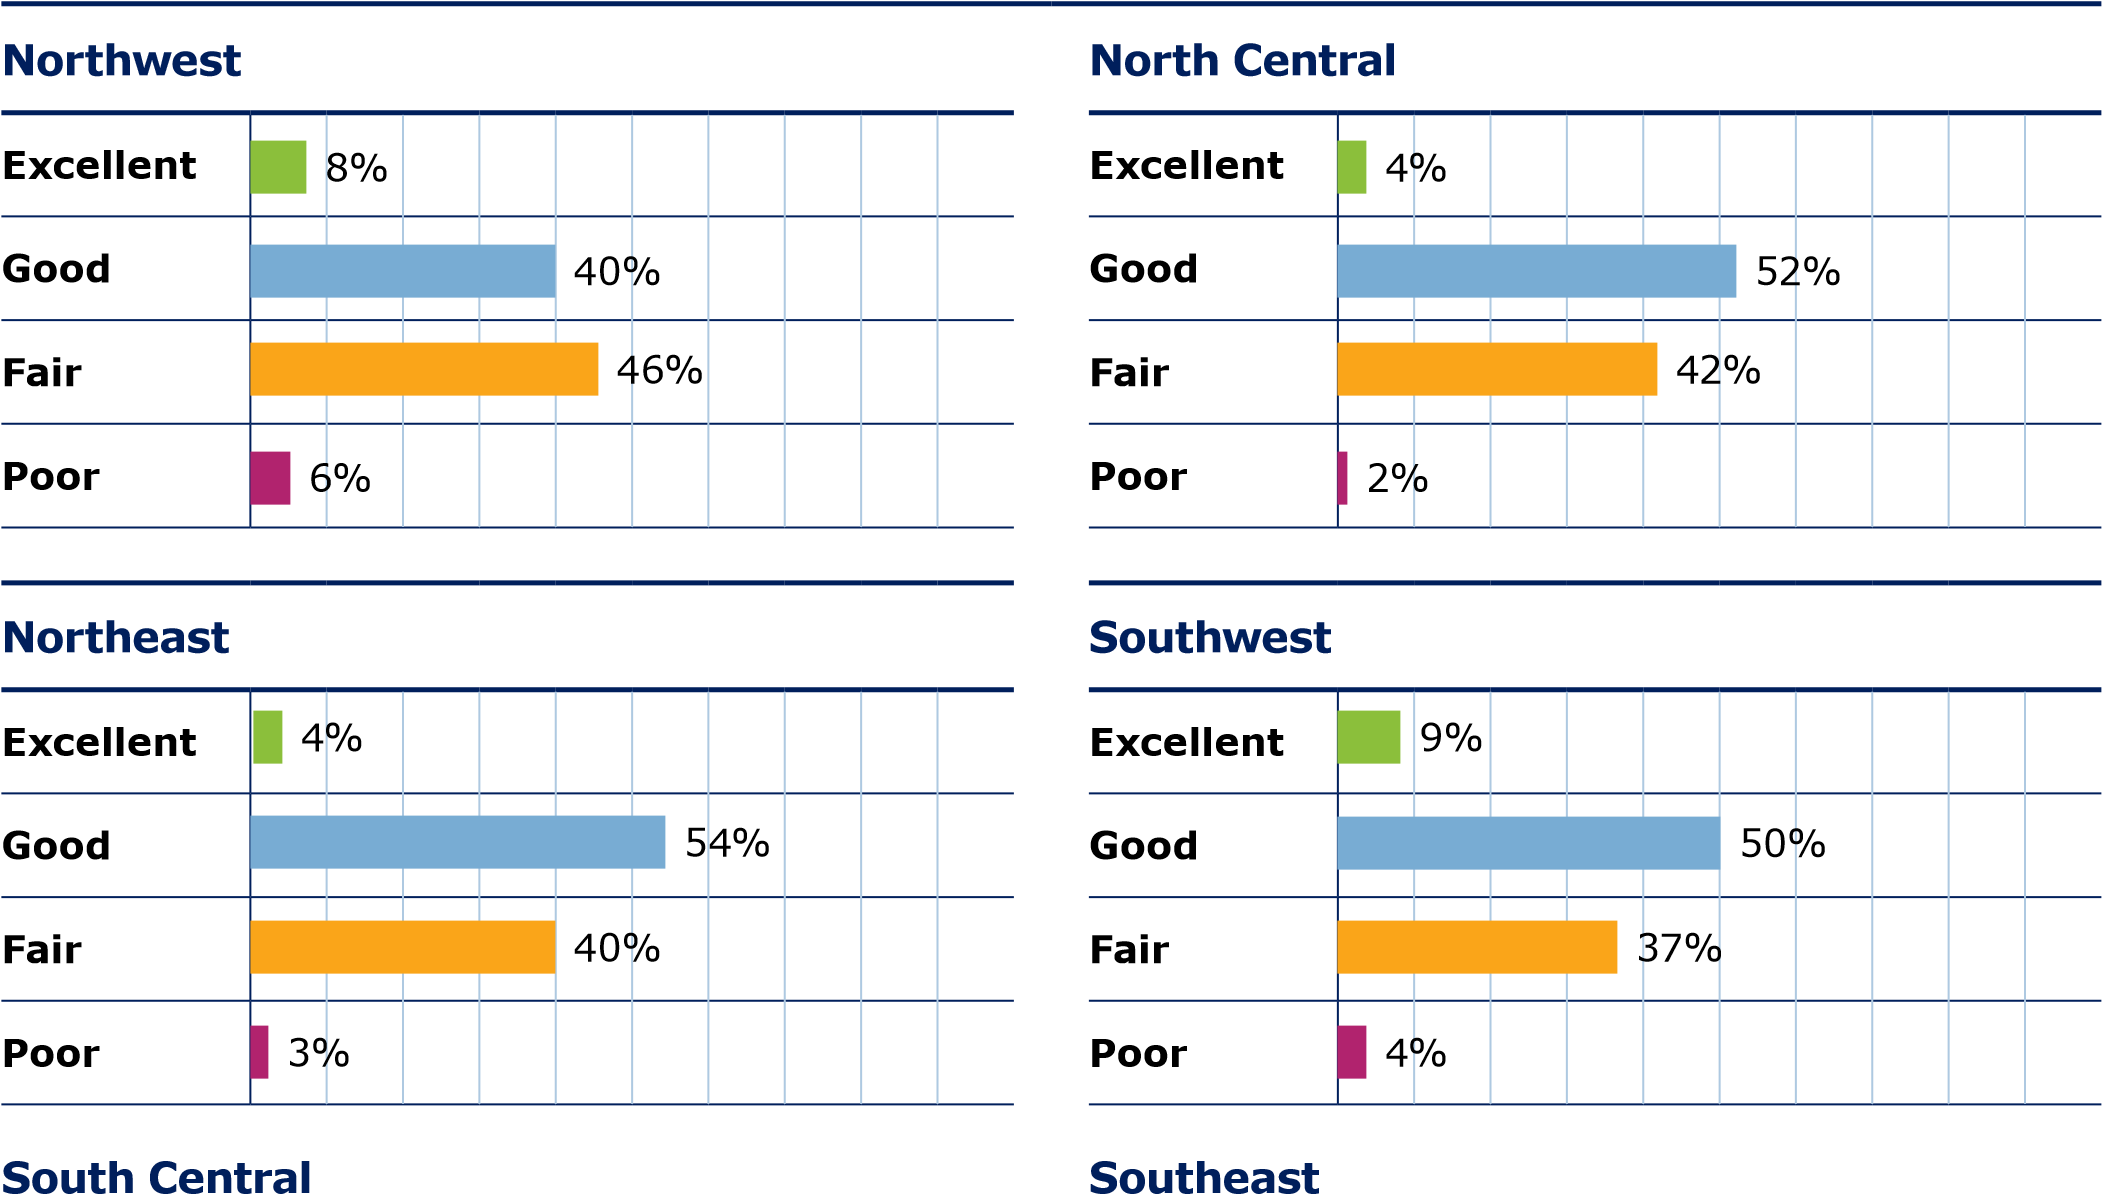 Northwest
Excellent 8%
Good 40%
Fair 46%
Poor 6%
North Central
Excellent 4%
Good 52%
Fair 42%
Poor 2%
Northeast
Excellent 4%
Good 54%
Fair 40%
Poor 3%
Southwest
Excellent 9%
Good 50%
Fair 37%
Poor 4%
South Central
Southeast